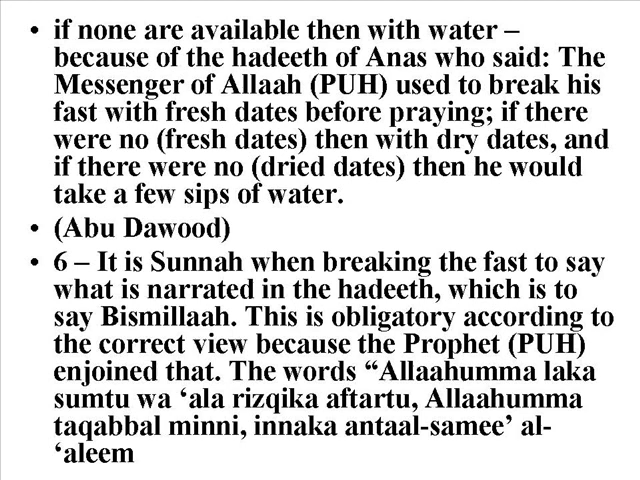 • if none are available then with water –
because of the hadeeth of Anas who said: The
Messenger of Allaah (PUH) used to break his
fast with fresh dates before praying; if there
were no (fresh dates) then with dry dates, and
if there were no (dried dates) then he would
take a few sips of water.
• (Abu Dawood)
• 6 – It is Sunnah when breaking the fast to say
what is narrated in the hadeeth, which is to
say Bismillaah. This is obligatory according to
the correct view because the Prophet (PUH)
enjoined that. The words “Allaahumma laka
sumtu wa ‘ala rizqika aftartu, Allaahumma
taqabbal minni, innaka antaal-samee’ al-
‘aleem